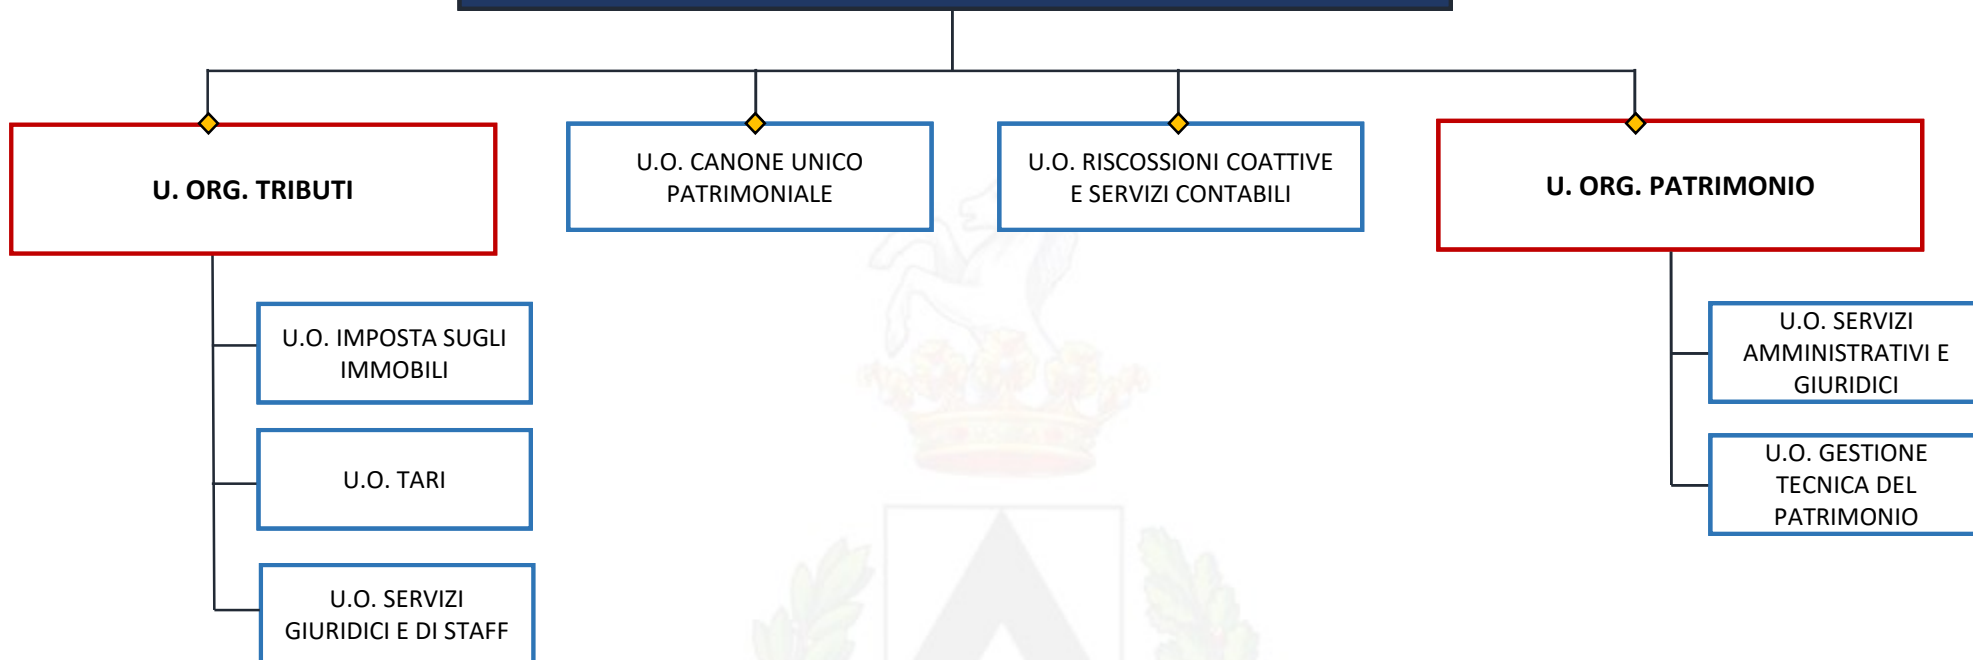 U. ORG. TRIBUTI
U.O. CANONE UNICO
PATRIMONIALE
U.O. RISCOSSIONI COATTIVE
E SERVIZI CONTABILI
U. ORG. PATRIMONIO
U.O. IMPOSTA SUGLI
IMMOBILI
U.O. TARI
U.O. SERVIZI
GIURIDICI E DI STAFF
U.O. SERVIZI
AMMINISTRATIVI E
GIURIDICI
U.O. GESTIONE
TECNICA DEL
PATRIMONIO